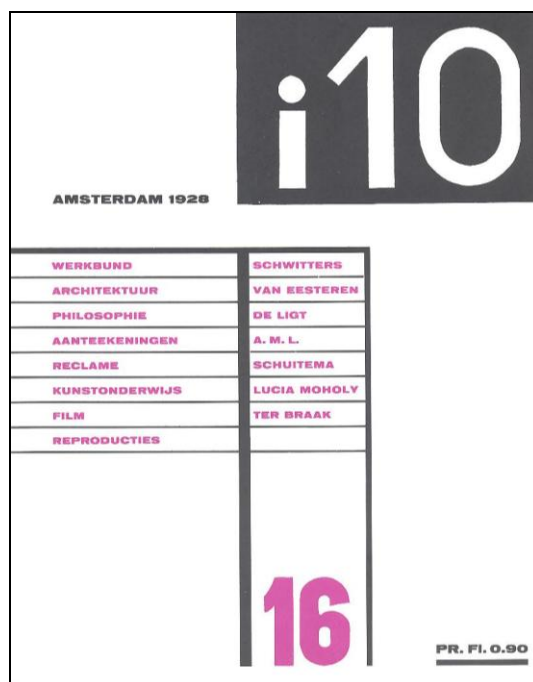 i10
AMSTERDAM 1928
WERKBUND SCHWITTERS
ARCHITEKTUUR VAN EESTEREN
PHILOSOPHIE DE LIGT
AANTEEKENINGEN A. M. L.
RECLAME SCHUITEMA
KUNSTONDERWIJS LUCIA MOHOLY
FILM TER BRAAK
REPRODUCTIES
16
PR. Fl. 0.90